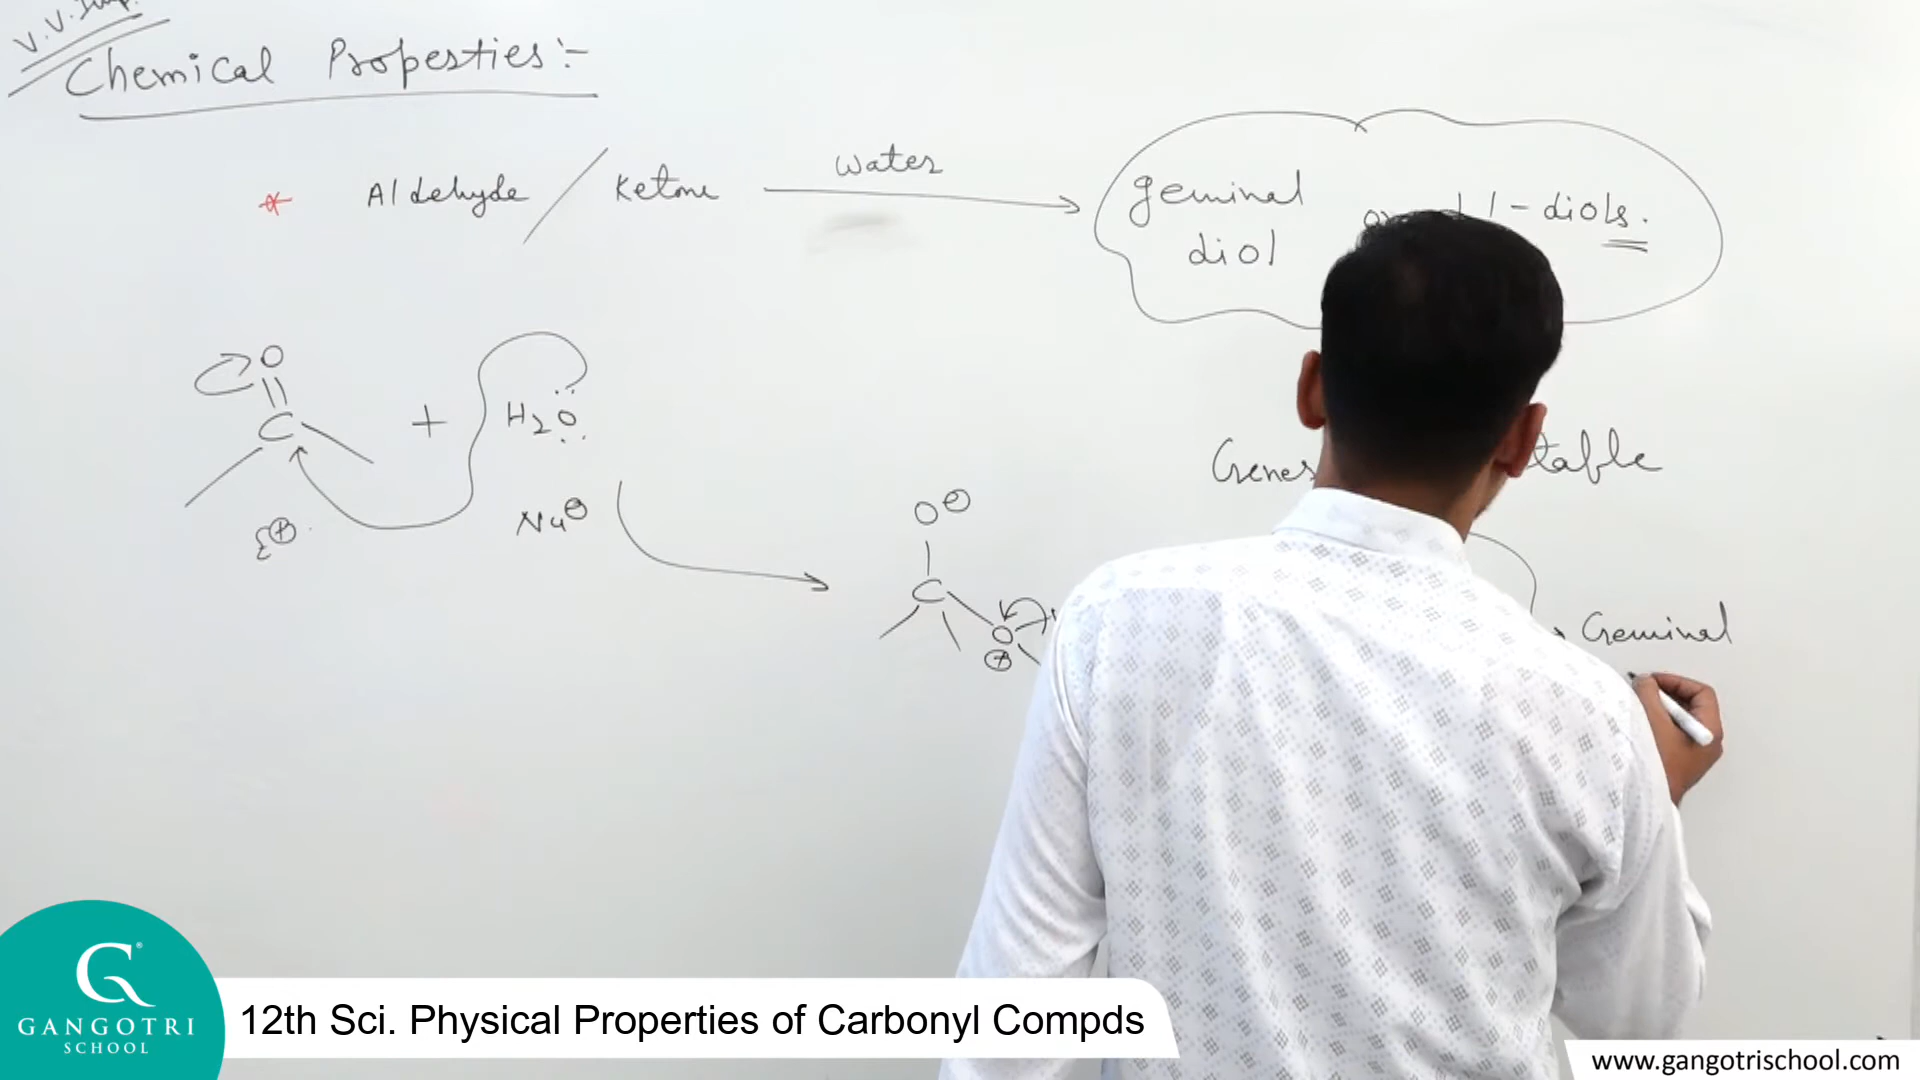 V.V.Imp.
Chemical Properties:-
* Aldehyde / Ketone
water
geminal diol
1-diols.
O
C
+
H2O
E⊕
Nu⊖
O⊖
C
O
⊕
table
Geminal
GANGOTRI
SCHOOL
12th Sci. Physical Properties of Carbonyl Compds
www.gangotrischool.com